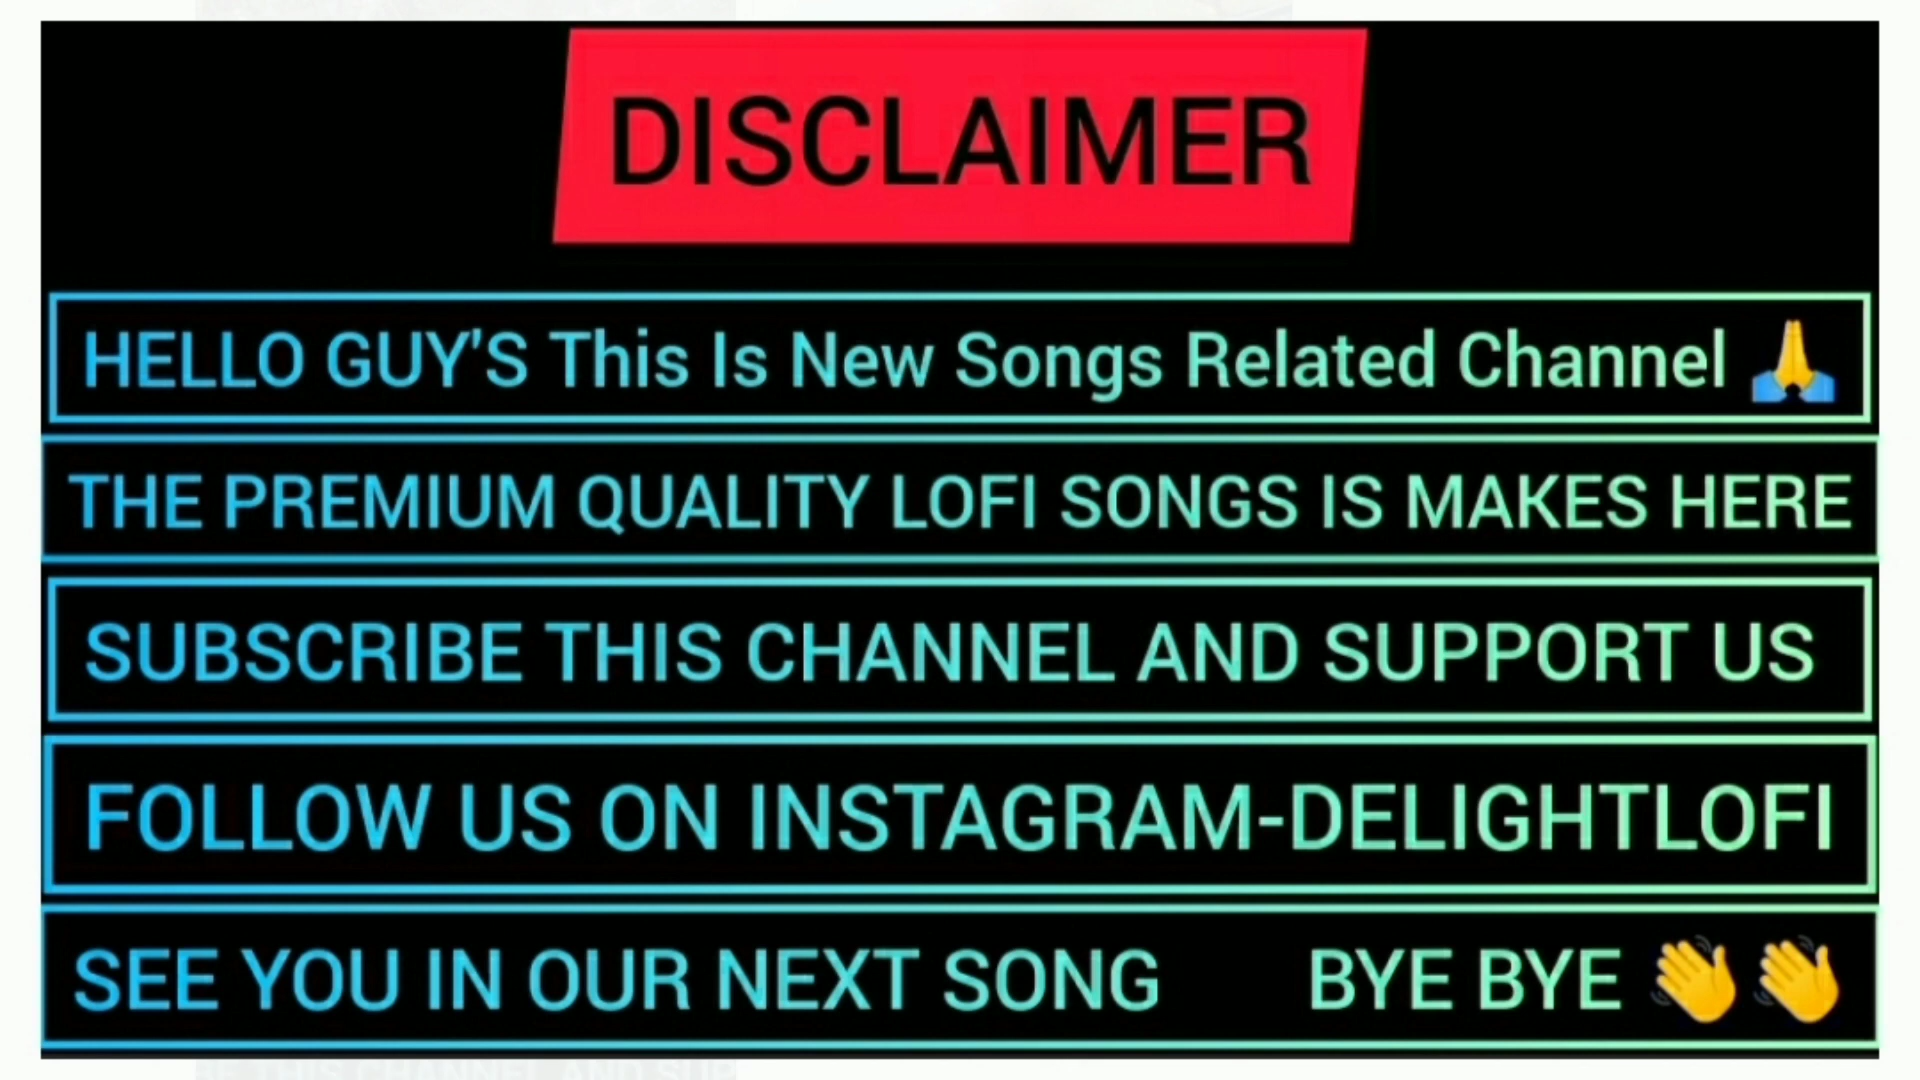 DISCLAIMER
HELLO GUY'S This Is New Songs Related Channel 🙏
THE PREMIUM QUALITY LOFI SONGS IS MAKES HERE
SUBSCRIBE THIS CHANNEL AND SUPPORT US
FOLLOW US ON INSTAGRAM-DELIGHTLOFI
SEE YOU IN OUR NEXT SONG BYE BYE 👋👋